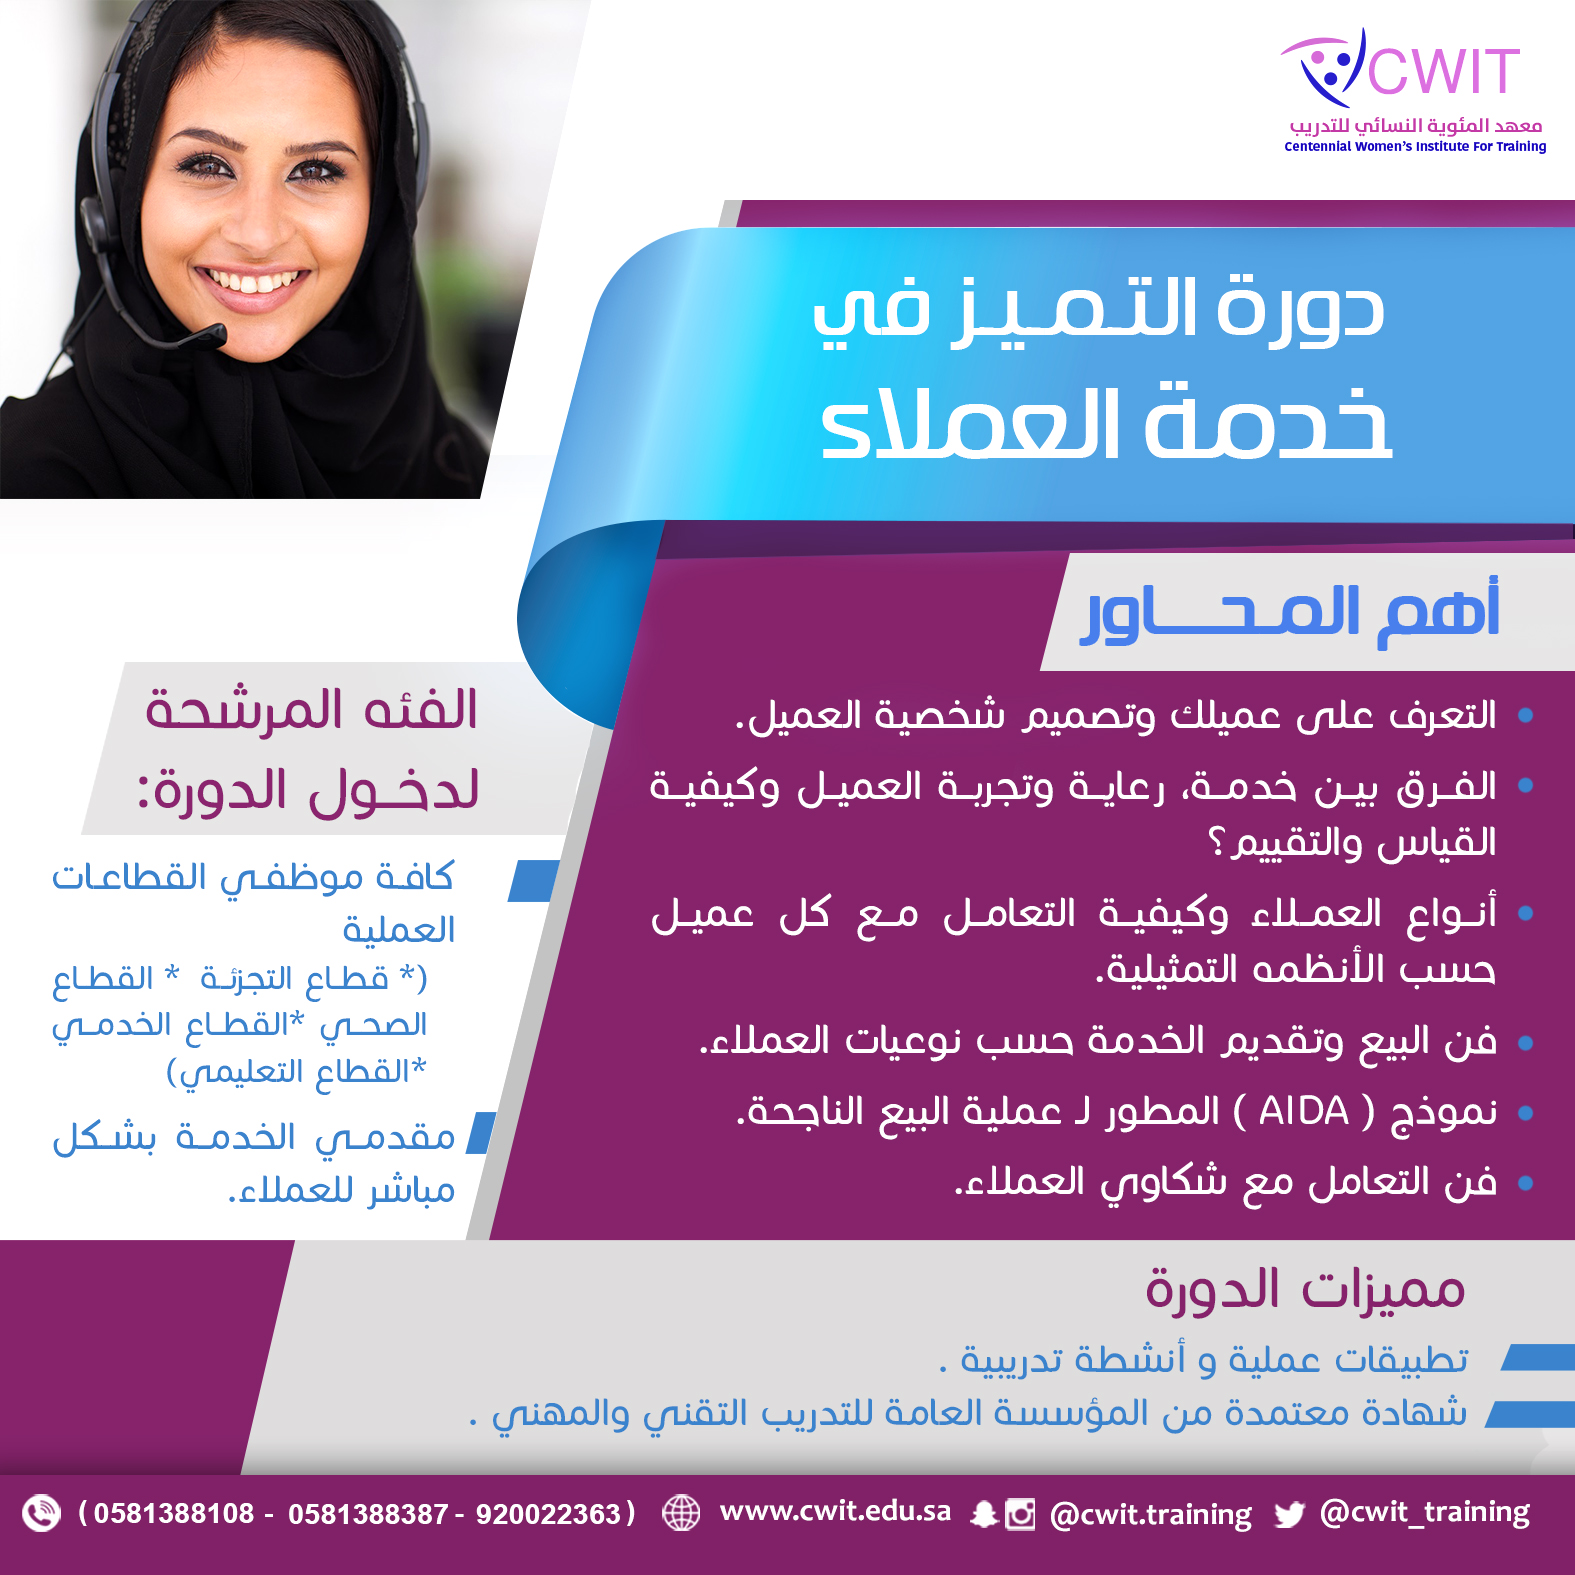 CWIT
معهد المئوية النسائي للتدريب
Centennial Women's Institute For Training
دورة التميز في
خدمة العملاء
أهم المحاور
التعرف على عميلك وتصميم شخصية العميل.
الفرق بين خدمة، رعاية وتجربة العميل وكيفية
القياس والتقييم؟
أنواع العملاء وكيفية التعامل مع كل عميل
حسب الأنظمه التمثيلية.
فن البيع وتقديم الخدمة حسب نوعيات العملاء.
نموذج ( AIDA ) المطور لـ عملية البيع الناجحة.
فن التعامل مع شكاوي العملاء.
الفئه المرشحة
لدخول الدورة:
كافة موظفي القطاعات
العملية
(* قطاع التجزئة * القطاع
الصحي *القطاع الخدمي
*القطاع التعليمي)
مقدمي الخدمة بشكل
مباشر للعملاء.
مميزات الدورة
تطبيقات عملية و أنشطة تدريبية .
شهادة معتمدة من المؤسسة العامة للتدريب التقني والمهني .
( 0581388108 - 0581388387 - 920022363 ) www.cwit.edu.sa @cwit.training @cwit_training